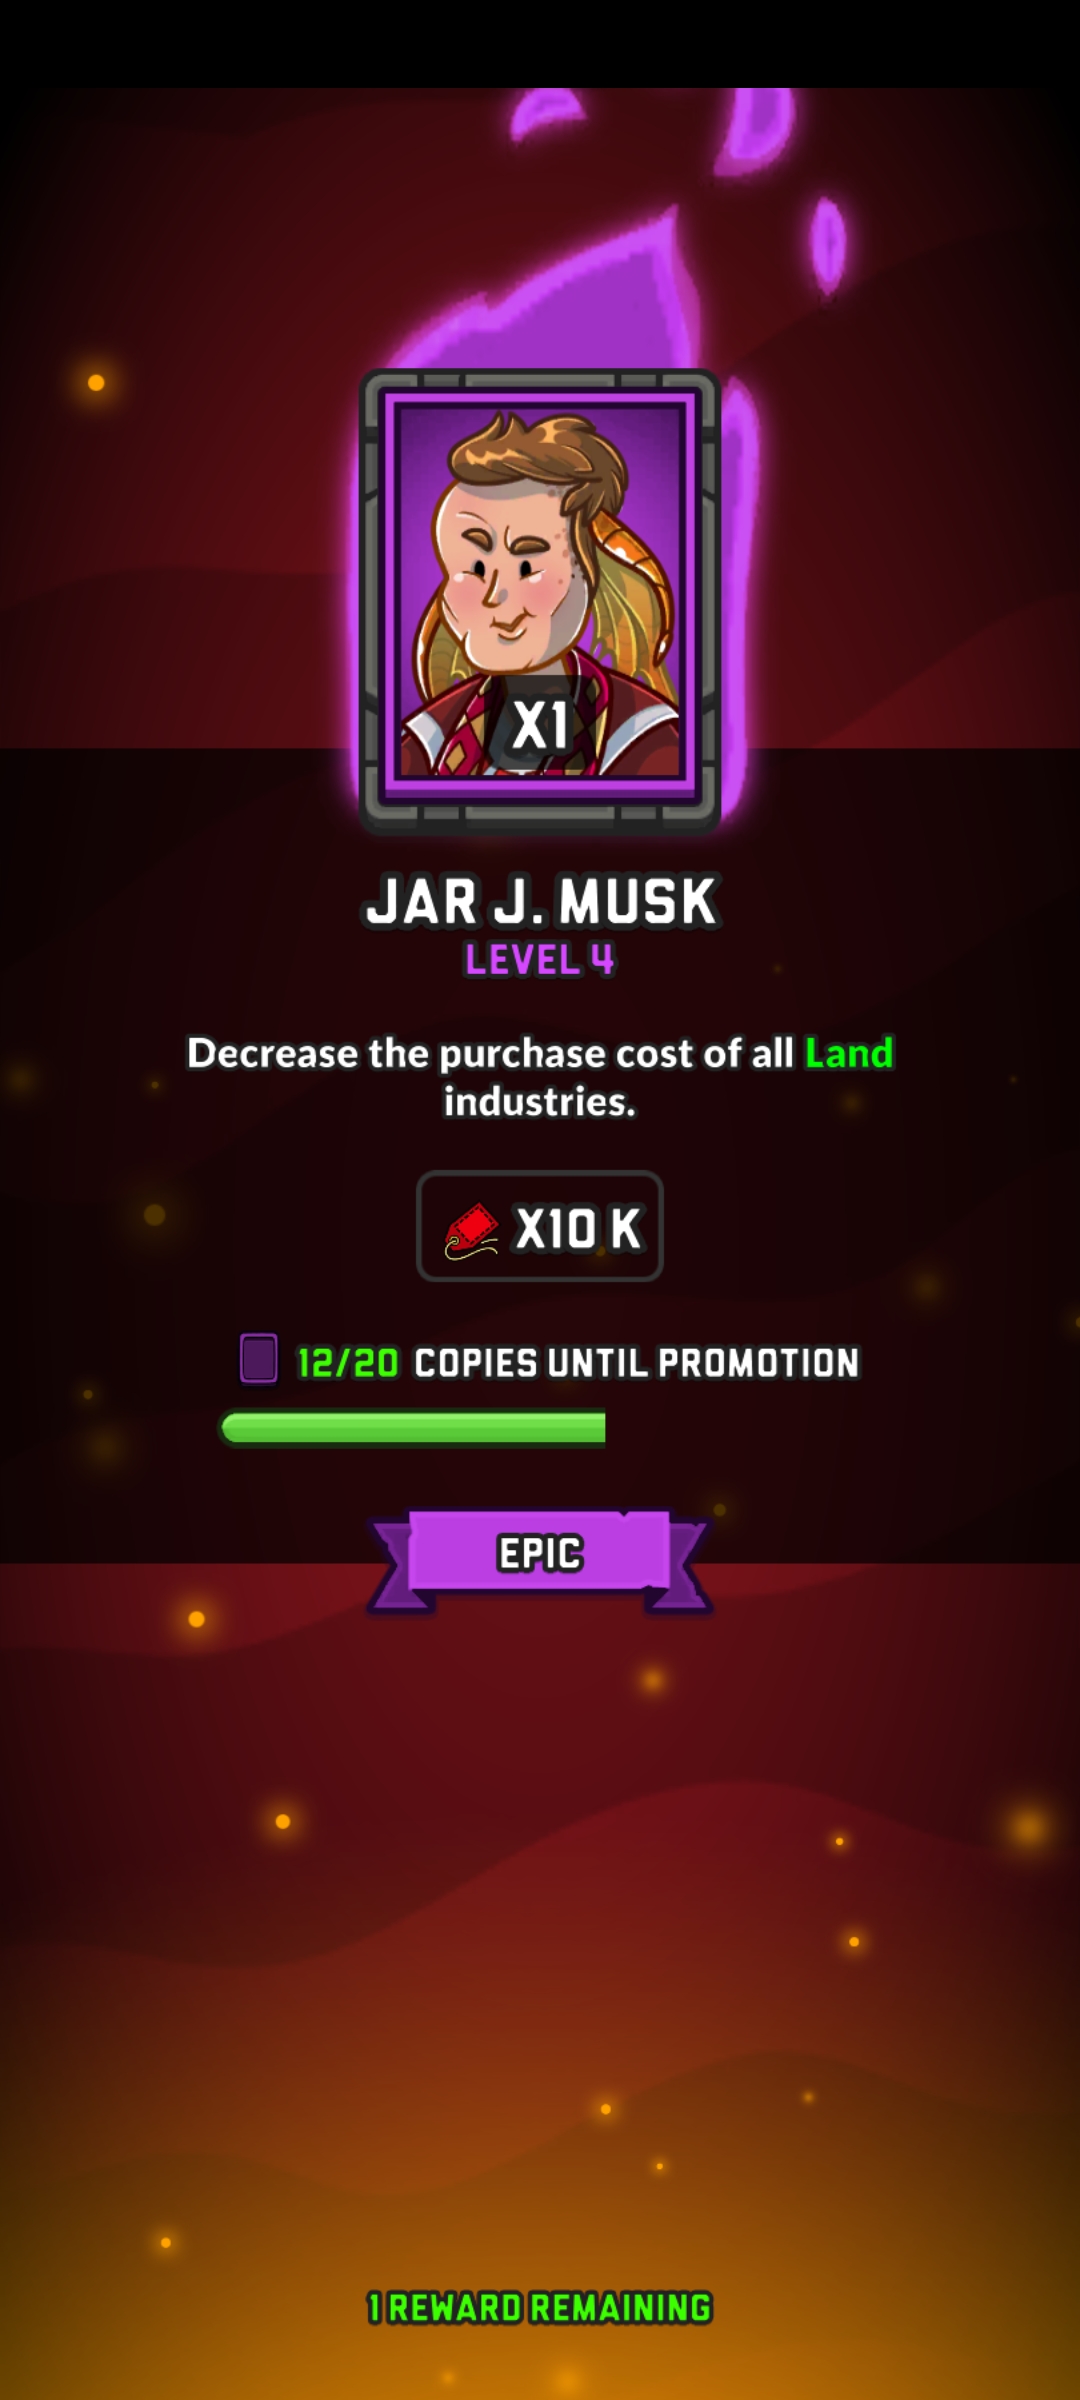 X1
JAR J. MUSK
LEVEL 4
Decrease the purchase cost of all Land
industries.
X10 K
12/20 COPIES UNTIL PROMOTION
EPIC
1 REWARD REMAINING